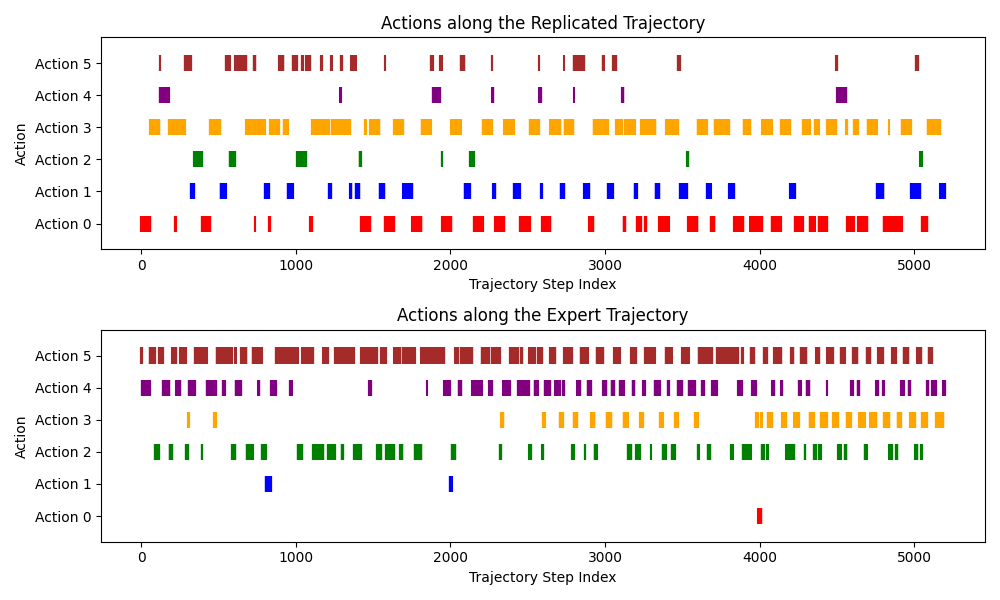 Actions along the Replicated Trajectory
Action
Action 5
Action 4
Action 3
Action 2
Action 1
Action 0
0 1000 2000 3000 4000 5000
Trajectory Step Index
Actions along the Expert Trajectory
Action
Action 5
Action 4
Action 3
Action 2
Action 1
Action 0
0 1000 2000 3000 4000 5000
Trajectory Step Index